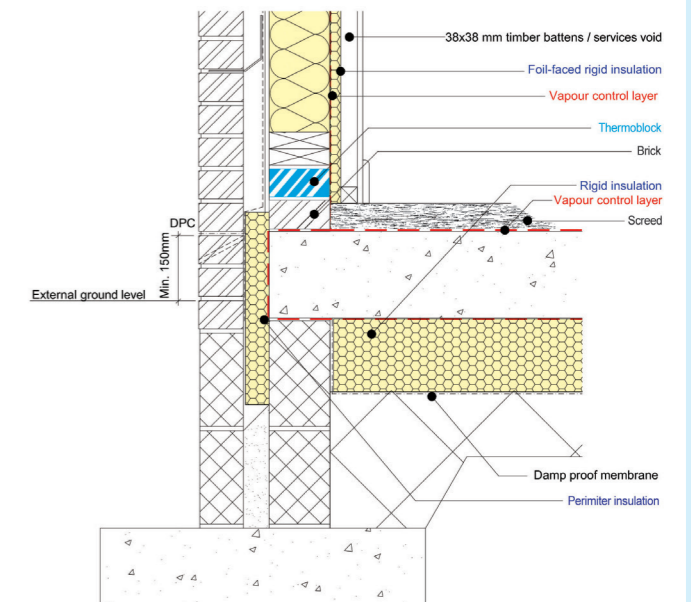 38x38 mm timber battens / services void
Foil-faced rigid insulation
Vapour control layer
Thermoblock
Brick
Rigid insulation
Vapour control layer
Screed
DPC
Min. 150mm
External ground level
Damp proof membrane
Perimiter insulation